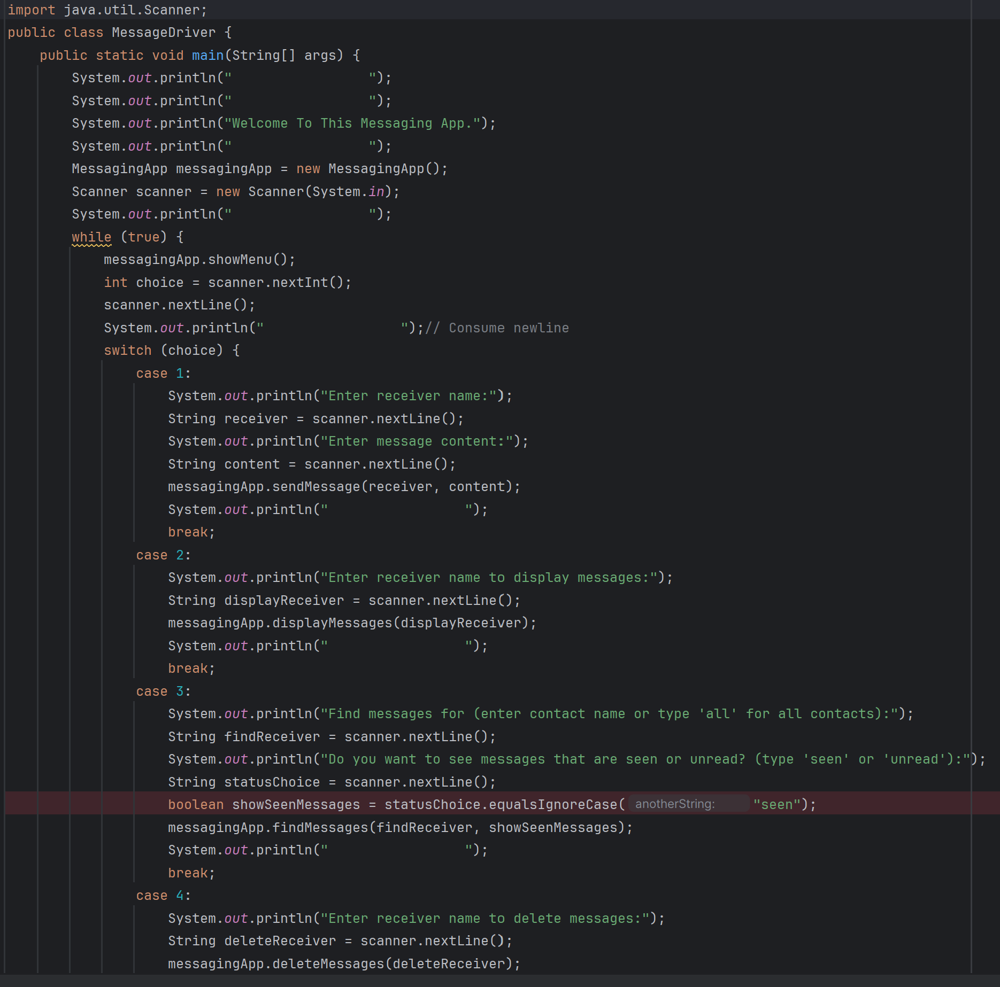 import java.util.Scanner;
public class MessageDriver {
    public static void main(String[] args) {
        System.out.println("                 ");
        System.out.println("                 ");
        System.out.println("Welcome To This Messaging App.");
        System.out.println("                 ");
        MessagingApp messagingApp = new MessagingApp();
        Scanner scanner = new Scanner(System.in);
        System.out.println("                 ");
        while (true) {
            messagingApp.showMenu();
            int choice = scanner.nextInt();
            scanner.nextLine();
            System.out.println("                 ");// Consume newline
            switch (choice) {
                case 1:
                    System.out.println("Enter receiver name:");
                    String receiver = scanner.nextLine();
                    System.out.println("Enter message content:");
                    String content = scanner.nextLine();
                    messagingApp.sendMessage(receiver, content);
                    System.out.println("                 ");
                    break;
                case 2:
                    System.out.println("Enter receiver name to display messages:");
                    String displayReceiver = scanner.nextLine();
                    messagingApp.displayMessages(displayReceiver);
                    System.out.println("                 ");
                    break;
                case 3:
                    System.out.println("Find messages for (enter contact name or type 'all' for all contacts):");
                    String findReceiver = scanner.nextLine();
                    System.out.println("Do you want to see messages that are seen or unread? (type 'seen' or 'unread'):");
                    String statusChoice = scanner.nextLine();
                    boolean showSeenMessages = statusChoice.equalsIgnoreCase( anotherString: "seen");
                    messagingApp.findMessages(findReceiver, showSeenMessages);
                    System.out.println("                 ");
                    break;
                case 4:
                    System.out.println("Enter receiver name to delete messages:");
                    String deleteReceiver = scanner.nextLine();
                    messagingApp.deleteMessages(deleteReceiver);